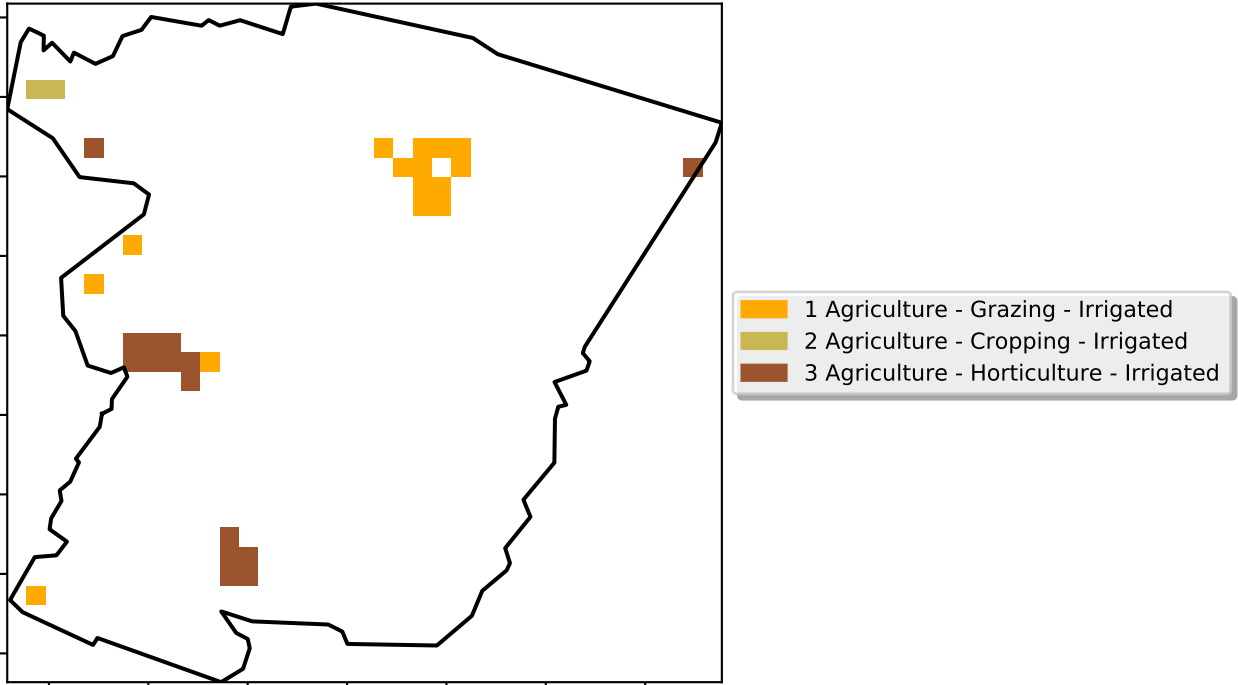 1 Agriculture - Grazing - Irrigated
2 Agriculture - Cropping - Irrigated
3 Agriculture - Horticulture - Irrigated